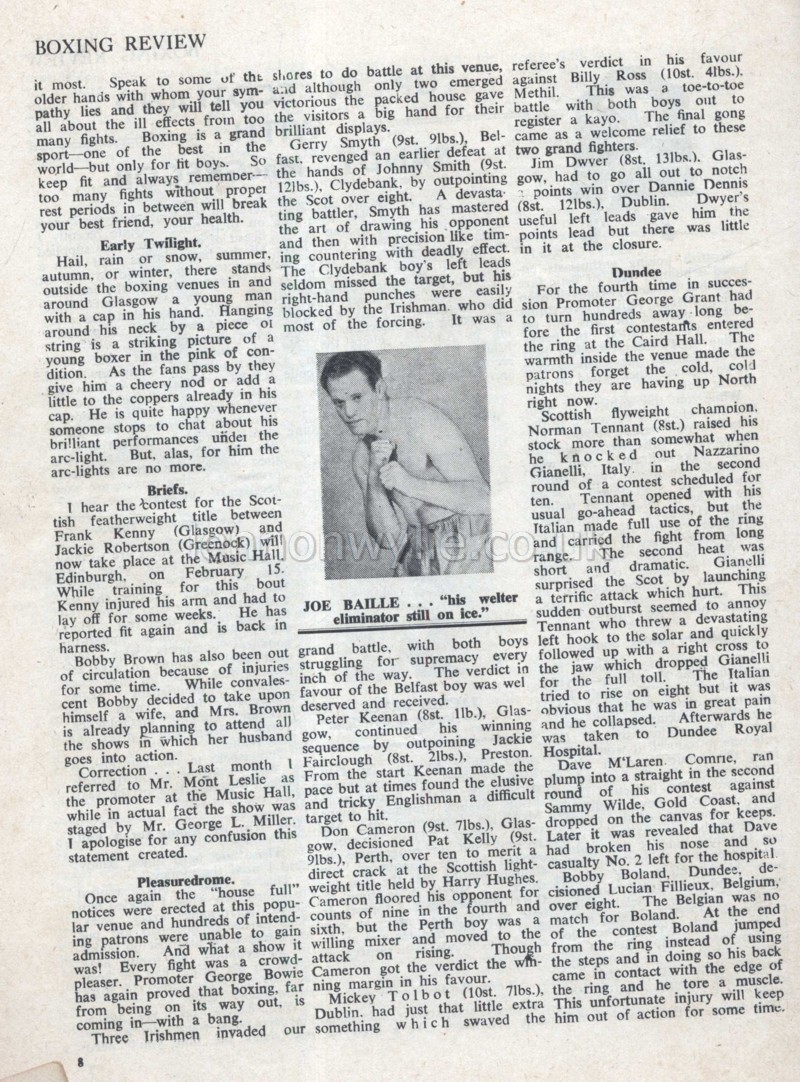 BOXING REVIEW
it most. Speak to some of the
older hands with whom your sym-
pathy lies and they will tell you
all about the ill effects from too
many fights. Boxing is a grand
sport—one of the best in the
world—but only for fit boys. So
keep fit and always remember—
too many fights without proper
rest periods in between will break
your best friend, your health.
Early Twilight.
Hail, rain or snow, summer,
autumn, or winter, there stands
outside the boxing venues in and
around Glasgow a young man
with a cap in his hand. Hanging
around his neck by a piece of
string is a striking picture of a
young boxer in the pink of con-
dition. As the fans pass by they
give him a cheery nod or add a
little to the coppers already in his
cap. He is quite happy whenever
someone stops to chat about his
brilliant performances under the
arc-light. But, alas, for him the
arc-lights are no more.
Briefs.
I hear the contest for the Scot-
tish featherweight title between
Frank Kenny (Glasgow) and
Jackie Robertson (Greenock) will
now take place at the Music Hall,
Edinburgh, on February 15.
While training for this bout
Kenny injured his arm and had to
lay off for some weeks. He has
reported fit again and is back in
harness.
Bobby Brown has also been out
of circulation because of injuries
for some time. While convales-
cent Bobby decided to take upon
himself a wife, and Mrs. Brown
is already planning to attend all
the shows in which her husband
goes into action.
Correction . . . Last month I
referred to Mr. Mont Leslie as
the promoter at the Music Hall,
while in actual fact the show was
staged by Mr. George L. Miller.
I apologise for any confusion this
statement created.
Pleasuredrome.
Once again the "house full"
notices were erected at this popu-
lar venue and hundreds of intend-
ing patrons were unable to gain
admission. And what a show it
was! Every fight was a crowd-
pleaser. Promoter George Bowie
has again proved that boxing, far
from being on its way out, is
coming in—with a bang.
Three Irishmen invaded our
shores to do battle at this venue,
and although only two emerged
victorious the packed house gave
the visitors a big hand for their
brilliant displays.
Gerry Smyth (9st. 9lbs.), Bel-
fast, revenged an earlier defeat at
the hands of Johnny Smith (9st.
12lbs.), Clydebank, by outpointing
the Scot over eight. A devasta-
ting battler, Smyth has mastered
the art of drawing his opponent
and then with precision like tim-
ing countering with deadly effect.
The Clydebank boy's left leads
seldom missed the target, but his
right-hand punches were easily
blocked by the Irishman who did
most of the forcing. It was a
JOE BAILLE . . . "his welter
eliminator still on ice."
grand battle, with both boys
struggling for supremacy every
inch of the way. The verdict in
favour of the Belfast boy was wel
deserved and received.
Peter Keenan (8st. 1lb.), Glas-
gow, continued his winning
sequence by outpoining Jackie
Fairclough (8st. 2lbs.), Preston.
From the start Keenan made the
pace but at times found the elusive
and tricky Englishman a difficult
target to hit.
Don Cameron (9st. 7lbs.), Glas-
gow, decisioned Pat Kelly (9st.
9lbs.), Perth, over ten to merit a
direct crack at the Scottish light-
weight title held by Harry Hughes.
Cameron floored his opponent for
counts of nine in the fourth and
sixth, but the Perth boy was a
willing mixer and moved to the
attack on rising. Though
Cameron got the verdict the win-
ning margin in his favour.
Mickey Tolbot (10st. 7lbs.),
Dublin, had just that little extra
something which swayed the
referee's verdict in his favour
against Billy Ross (10st. 4lbs.),
Methil. This was a toe-to-toe
battle with both boys out to
register a kayo. The final gong
came as a welcome relief to these
two grand fighters.
Jim Dwyer (8st. 13lbs.), Glas-
gow, had to go all out to notch
a points win over Dannie Dennis
(8st. 12lbs.), Dublin. Dwyer's
useful left leads gave him the
points lead but there was little
in it at the closure.
Dundee
For the fourth time in succes-
sion Promoter George Grant had
to turn hundreds away long be-
fore the first contestants entered
the ring at the Caird Hall. The
warmth inside the venue made the
patrons forget the cold, cold
nights they are having up North
right now.
Scottish flyweight champion,
Norman Tennant (8st.) raised his
stock more than somewhat when
he knocked out Nazzarino
Gianelli, Italy in the second
round of a contest scheduled for
ten. Tennant opened with his
usual go-ahead tactics, but the
Italian made full use of the ring
and carried the fight from long
range. The second heat was
short and dramatic. Gianelli
surprised the Scot by launching
a terrific attack which hurt. This
sudden outburst seemed to annoy
Tennant who threw a devastating
left hook to the solar and quickly
followed up with a right cross to
the jaw which dropped Gianelli
for the full toll. The Italian
tried to rise on eight but it was
obvious that he was in great pain
and he collapsed. Afterwards he
was taken to Dundee Royal
Hospital.
Dave M'Laren, Comrie, ran
plump into a straight in the second
round of his contest against
Sammy Wilde, Gold Coast, and
dropped on the canvas for keeps.
Later it was revealed that Dave
had broken his nose and so
casualty No. 2 left for the hospital.
Bobby Boland, Dundee, de-
cisioned Lucian Fillieux, Belgium,
over eight. The Belgian was no
match for Boland. At the end
of the contest Boland jumped
from the ring instead of using
the steps and in doing so his back
came in contact with the edge of
the ring and he tore a muscle.
This unfortunate injury will keep
him out of action for some time.
8